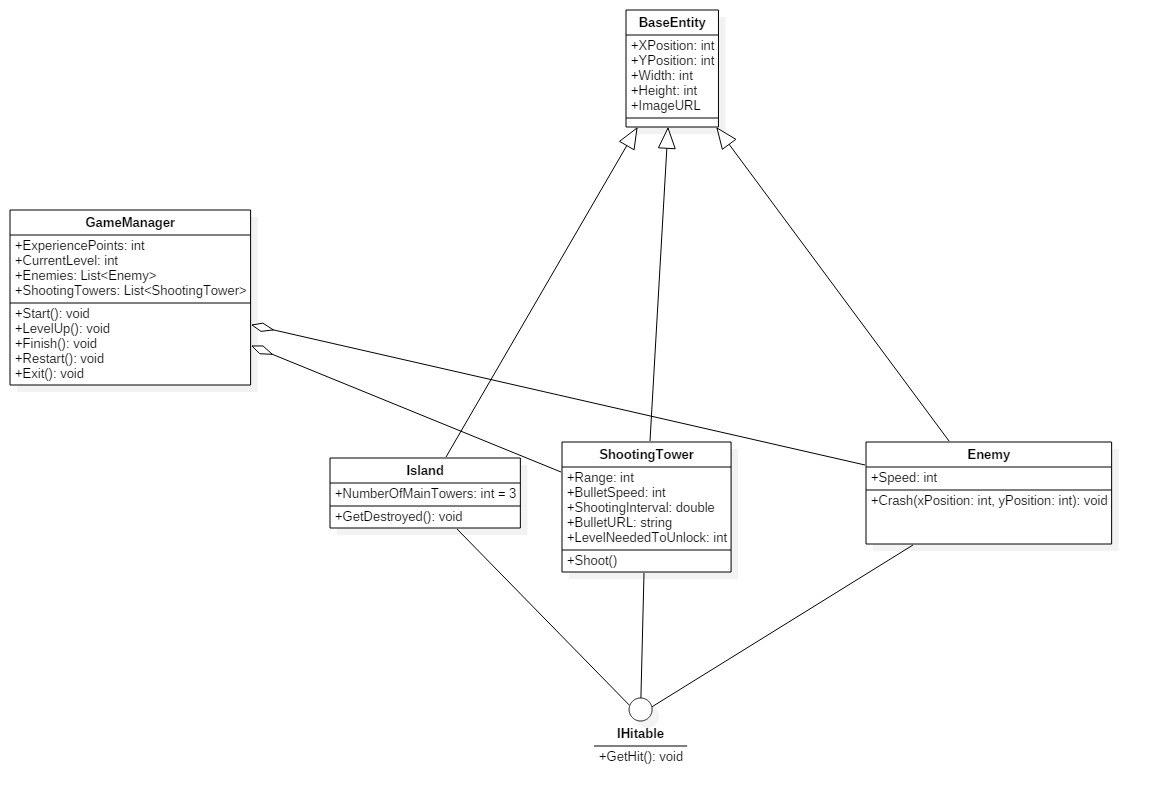 BaseEntity
+XPosition: int
+YPosition: int
+Width: int
+Height: int
+ImageURL
GameManager
+ExperiencePoints: int
+CurrentLevel: int
+Enemies: List<Enemy>
+ShootingTowers: List<ShootingTower>
+Start(): void
+LevelUp(): void
+Finish(): void
+Restart(): void
+Exit(): void
Island
+NumberOfMainTowers: int = 3
+GetDestroyed(): void
ShootingTower
+Range: int
+BulletSpeed: int
+ShootingInterval: double
+BulletURL: string
+LevelNeededToUnlock: int
+Shoot()
Enemy
+Speed: int
+Crash(xPosition: int, yPosition: int): void
IHitable
+GetHit(): void